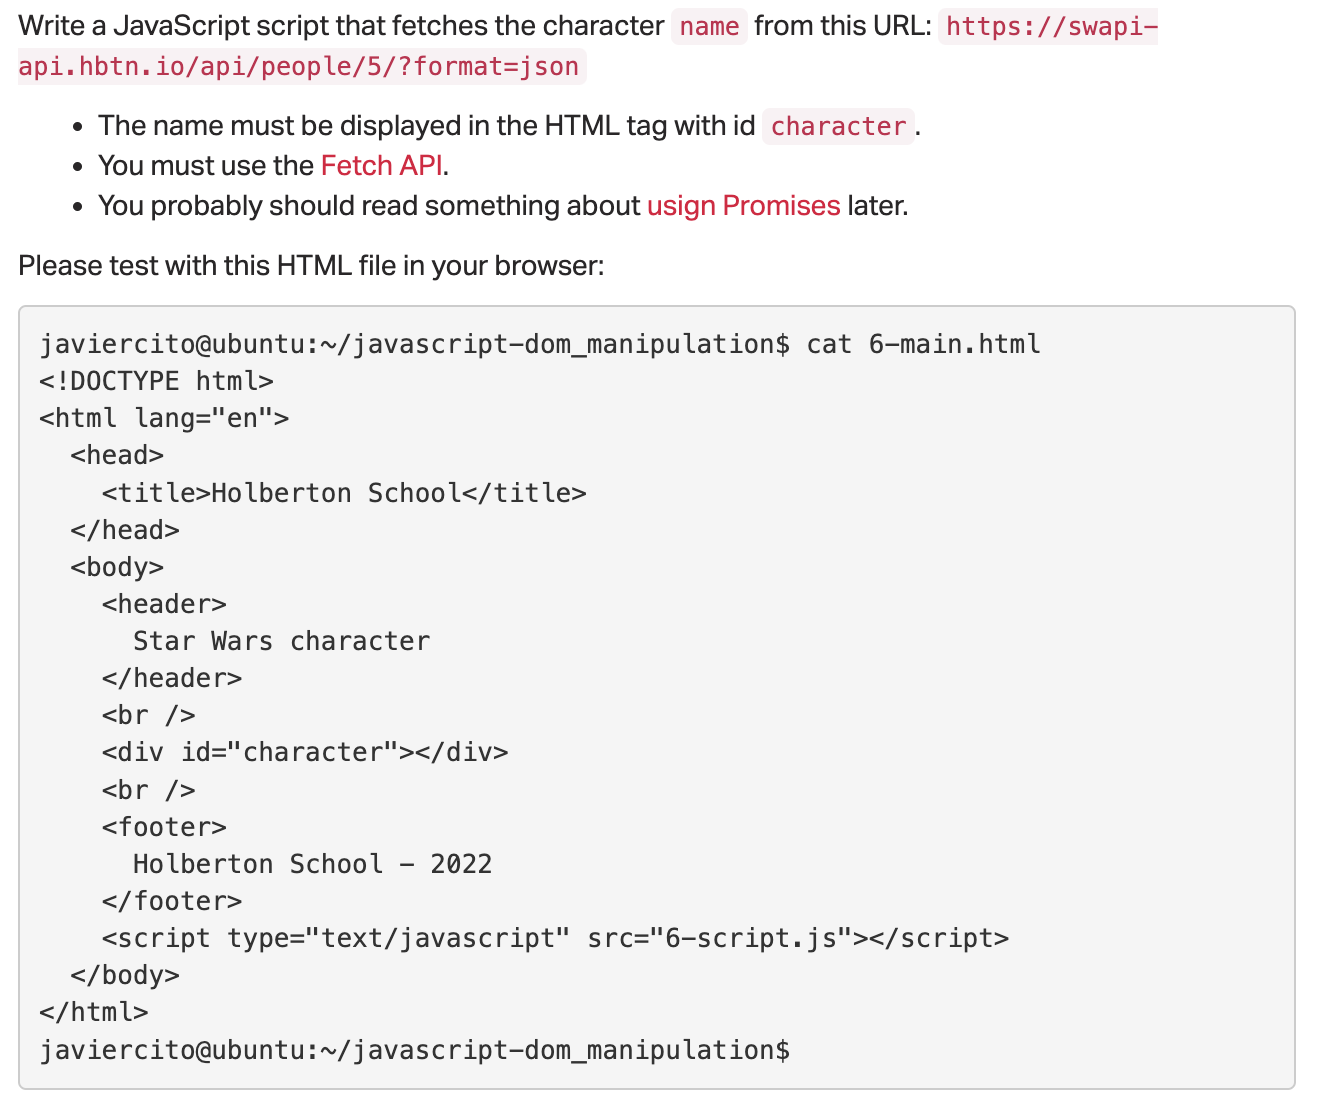 Write a JavaScript script that fetches the character name from this URL: https://swapi-
api.hbtn.io/api/people/5/?format=json
• The name must be displayed in the HTML tag with id character.
• You must use the Fetch API.
• You probably should read something about usign Promises later.
Please test with this HTML file in your browser:
javiercito@ubuntu:~/javascript-dom_manipulation$ cat 6-main.html
<!DOCTYPE html>
<html lang="en">
  <head>
    <title>Holberton School</title>
  </head>
  <body>
    <header>
      Star Wars character
    </header>
    <br />
    <div id="character"></div>
    <br />
    <footer>
      Holberton School - 2022
    </footer>
    <script type="text/javascript" src="6-script.js"></script>
  </body>
</html>
javiercito@ubuntu:~/javascript-dom_manipulation$